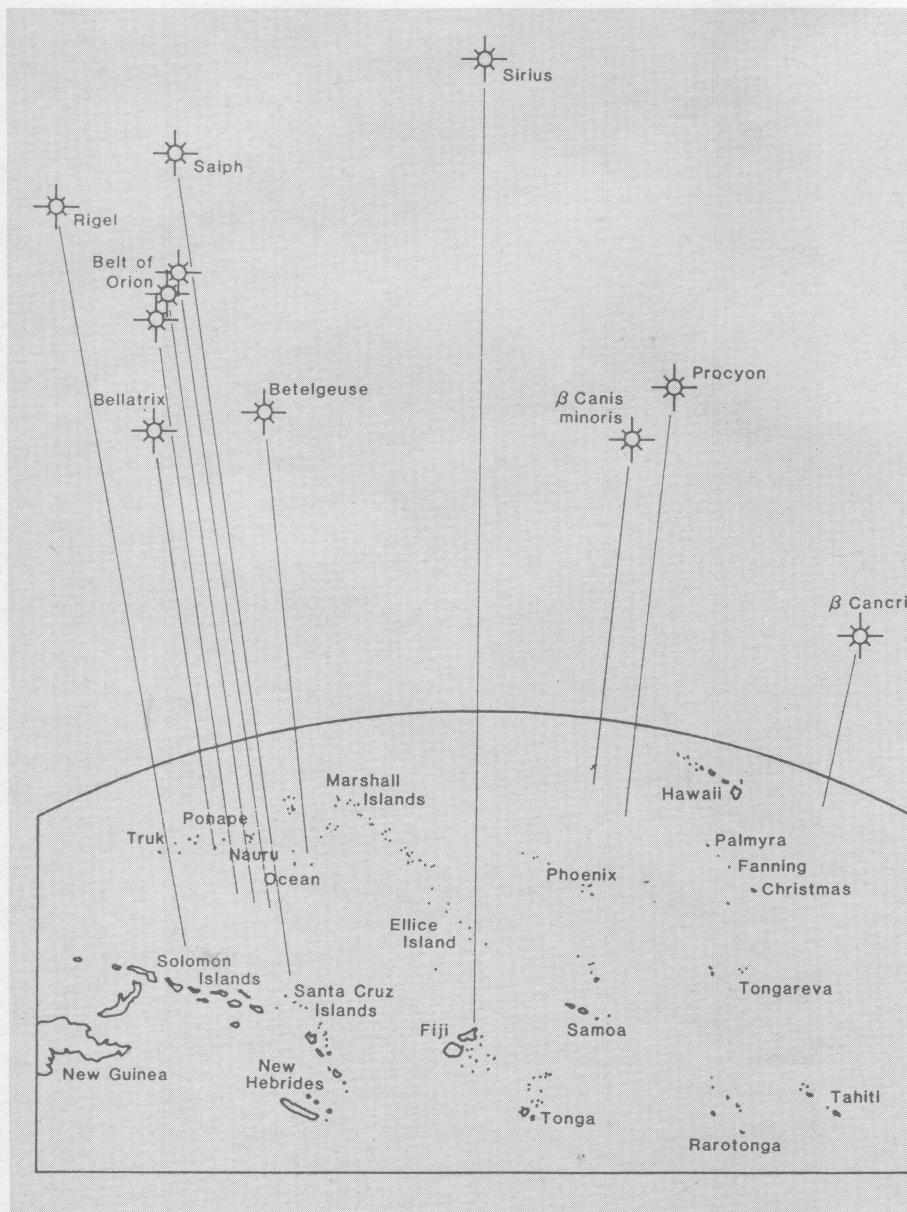 Sirius
Saiph
Rigel
Belt of
Orion
Bellatrix
Betelgeuse
Procyon
β Canis
minoris
β Cancri
Marshall
Islands
Hawaii
Ponape
Truk
Nauru
Ocean
Palmyra
Fanning
Christmas
Phoenix
Ellice
Island
Solomon
Islands
Santa Cruz
Islands
Tongareva
Fiji
Samoa
New Guinea
New
Hebrides
Tonga
Tahiti
Rarotonga